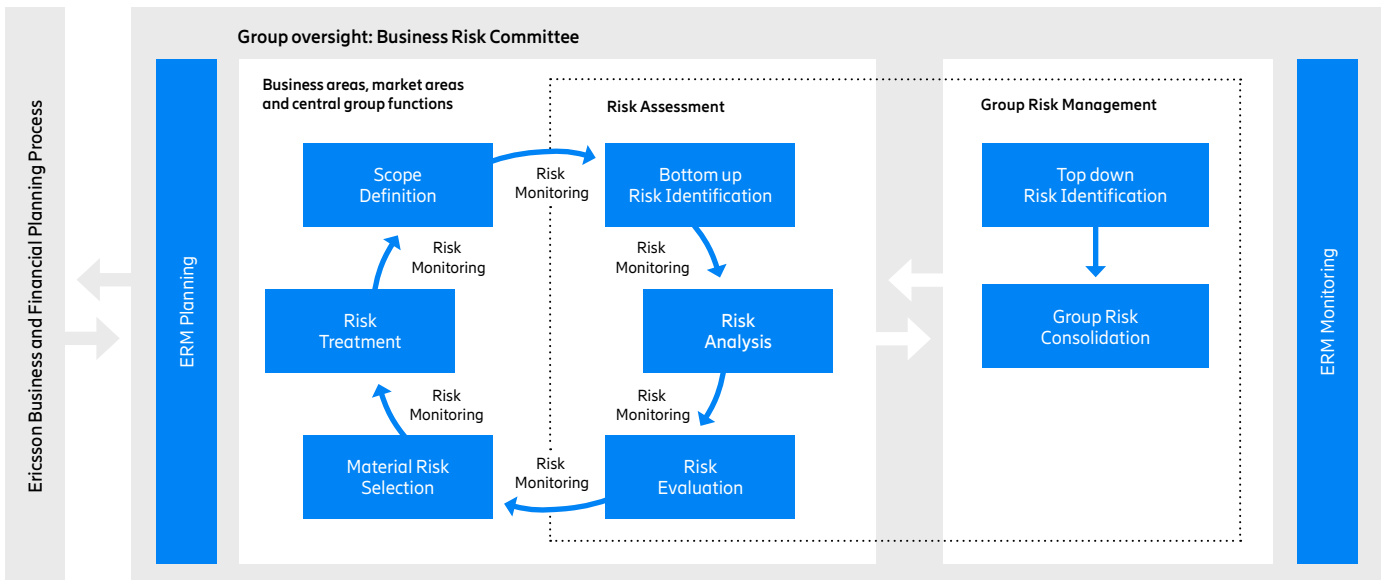 Group oversight: Business Risk Committee
Ericsson Business and Financial Planning Process
ERM Planning
Business areas, market areas
and central group functions
Risk Assessment
Group Risk Management
Scope
Definition
Risk
Monitoring
Bottom up
Risk Identification
Top down
Risk Identification
Risk
Monitoring
Risk
Monitoring
Risk
Treatment
Risk
Analysis
Group Risk
Consolidation
Risk
Monitoring
Risk
Monitoring
Material Risk
Selection
Risk
Monitoring
Risk
Evaluation
ERM Monitoring